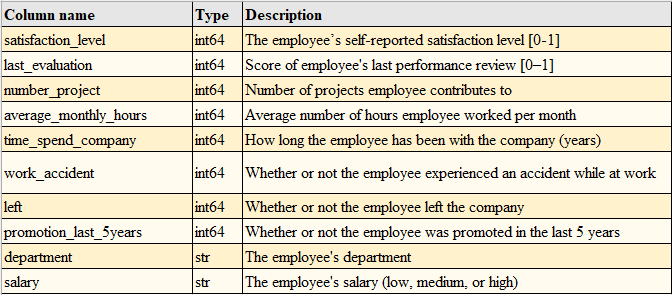 Column name Type Description
satisfaction_level int64 The employee’s self-reported satisfaction level [0-1]
last_evaluation int64 Score of employee's last performance review [0–1]
number_project int64 Number of projects employee contributes to
average_monthly_hours int64 Average number of hours employee worked per month
time_spend_company int64 How long the employee has been with the company (years)
work_accident int64 Whether or not the employee experienced an accident while at work
left int64 Whether or not the employee left the company
promotion_last_5years int64 Whether or not the employee was promoted in the last 5 years
department str The employee's department
salary str The employee's salary (low, medium, or high)